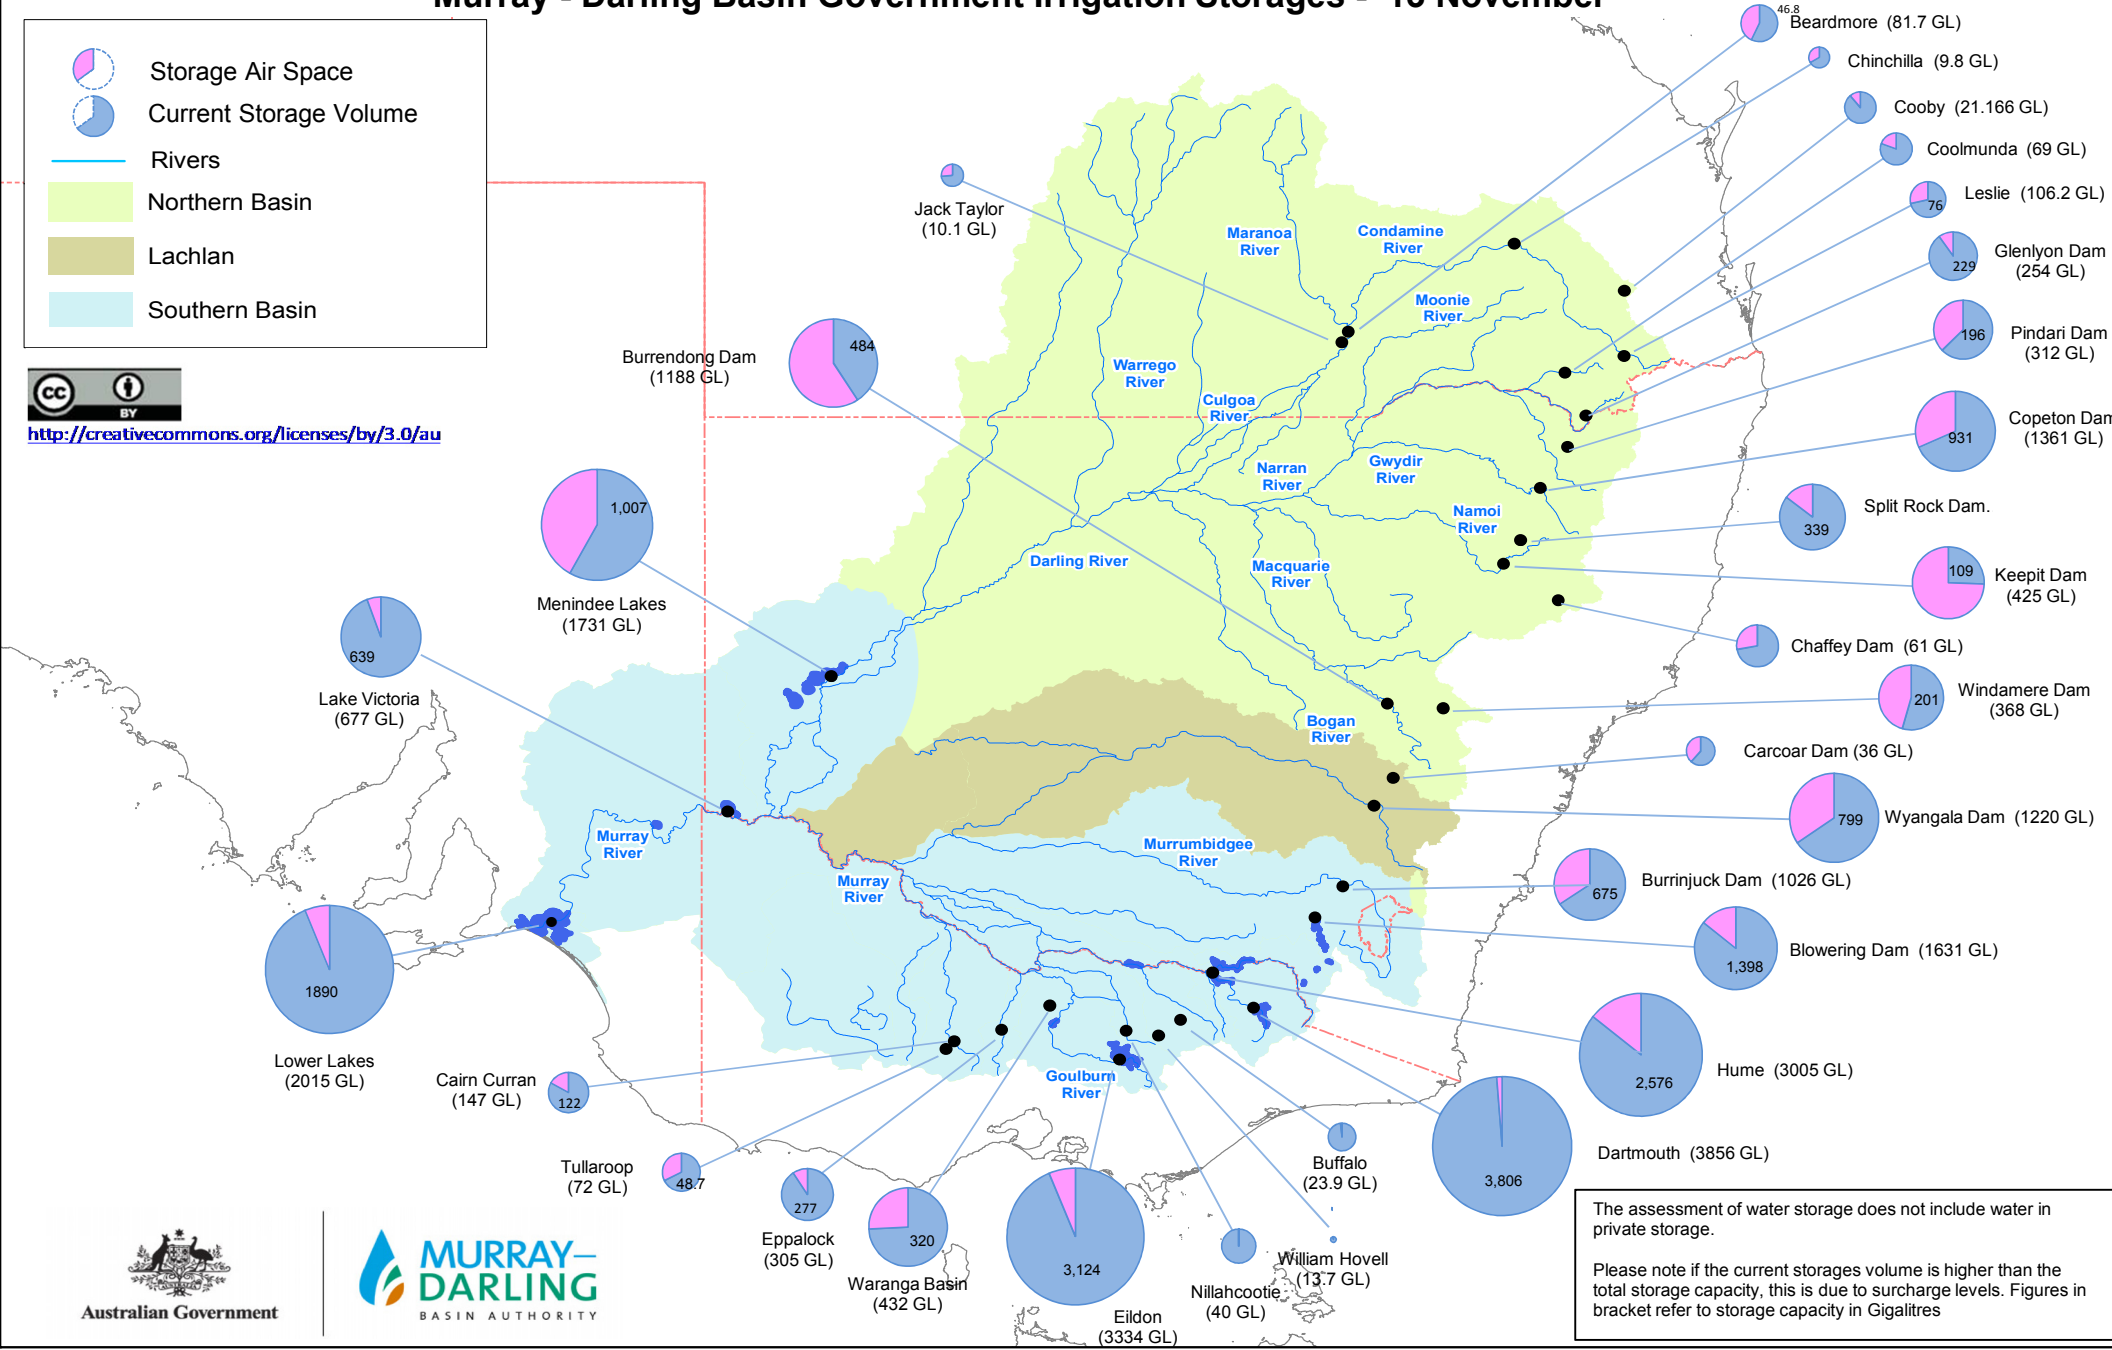 Murray - Darling Basin Government Irrigation Storages - 16 November
Storage Air Space
Current Storage Volume
Rivers
Northern Basin
Lachlan
Southern Basin
CC
BY
http://creativecommons.org/licenses/by/3.0/au
46.8
Beardmore (81.7 GL)
Chinchilla (9.8 GL)
Cooby (21.166 GL)
Coolmunda (69 GL)
Leslie (106.2 GL)
76
Glenlyon Dam
(254 GL)
229
Pindari Dam
(312 GL)
196
Copeton Dam
(1361 GL)
931
Split Rock Dam.
339
Keepit Dam
(425 GL)
109
Chaffey Dam (61 GL)
Windamere Dam
(368 GL)
201
Carcoar Dam (36 GL)
Wyangala Dam (1220 GL)
799
Burrinjuck Dam (1026 GL)
675
Blowering Dam (1631 GL)
1,398
Hume (3005 GL)
2,576
Dartmouth (3856 GL)
3,806
Jack Taylor
(10.1 GL)
Burrendong Dam
(1188 GL)
484
Menindee Lakes
(1731 GL)
1,007
Lake Victoria
(677 GL)
639
Lower Lakes
(2015 GL)
1890
Cairn Curran
(147 GL)
122
Tullaroop
(72 GL)
48.7
Eppalock
(305 GL)
277
Waranga Basin
(432 GL)
320
Eildon
(3334 GL)
3,124
Nillahcootie
(40 GL)
William Hovell
(13.7 GL)
Buffalo
(23.9 GL)
Maranoa
River
Condamine
River
Moonie
River
Warrego
River
Culgoa
River
Narran
River
Gwydir
River
Namoi
River
Darling River
Macquarie
River
Bogan
River
Murray
River
Murray
River
Murrumbidgee
River
Goulburn
River
Australian Government
MURRAY–
DARLING
BASIN AUTHORITY
The assessment of water storage does not include water in
private storage.
Please note if the current storages volume is higher than the
total storage capacity, this is due to surcharge levels. Figures in
bracket refer to storage capacity in Gigalitres